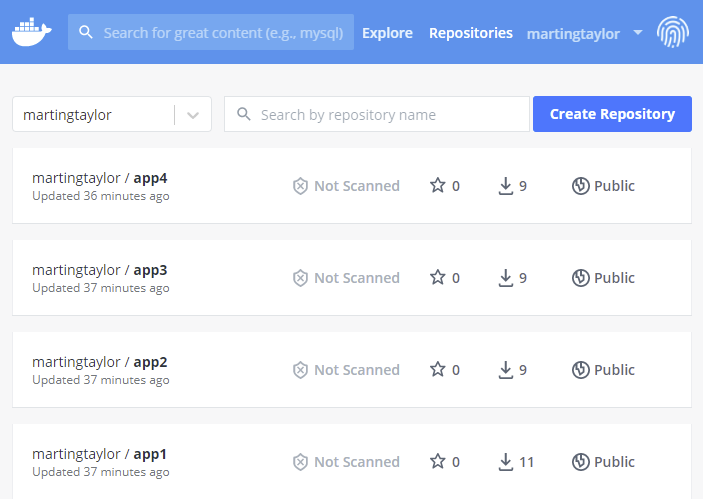 Search for great content (e.g., mysql) Explore Repositories martingtaylor
martingtaylor Search by repository name Create Repository
martingtaylor / app4 Not Scanned 0 9 Public
Updated 36 minutes ago
martingtaylor / app3 Not Scanned 0 9 Public
Updated 37 minutes ago
martingtaylor / app2 Not Scanned 0 9 Public
Updated 37 minutes ago
martingtaylor / app1 Not Scanned 0 11 Public
Updated 37 minutes ago